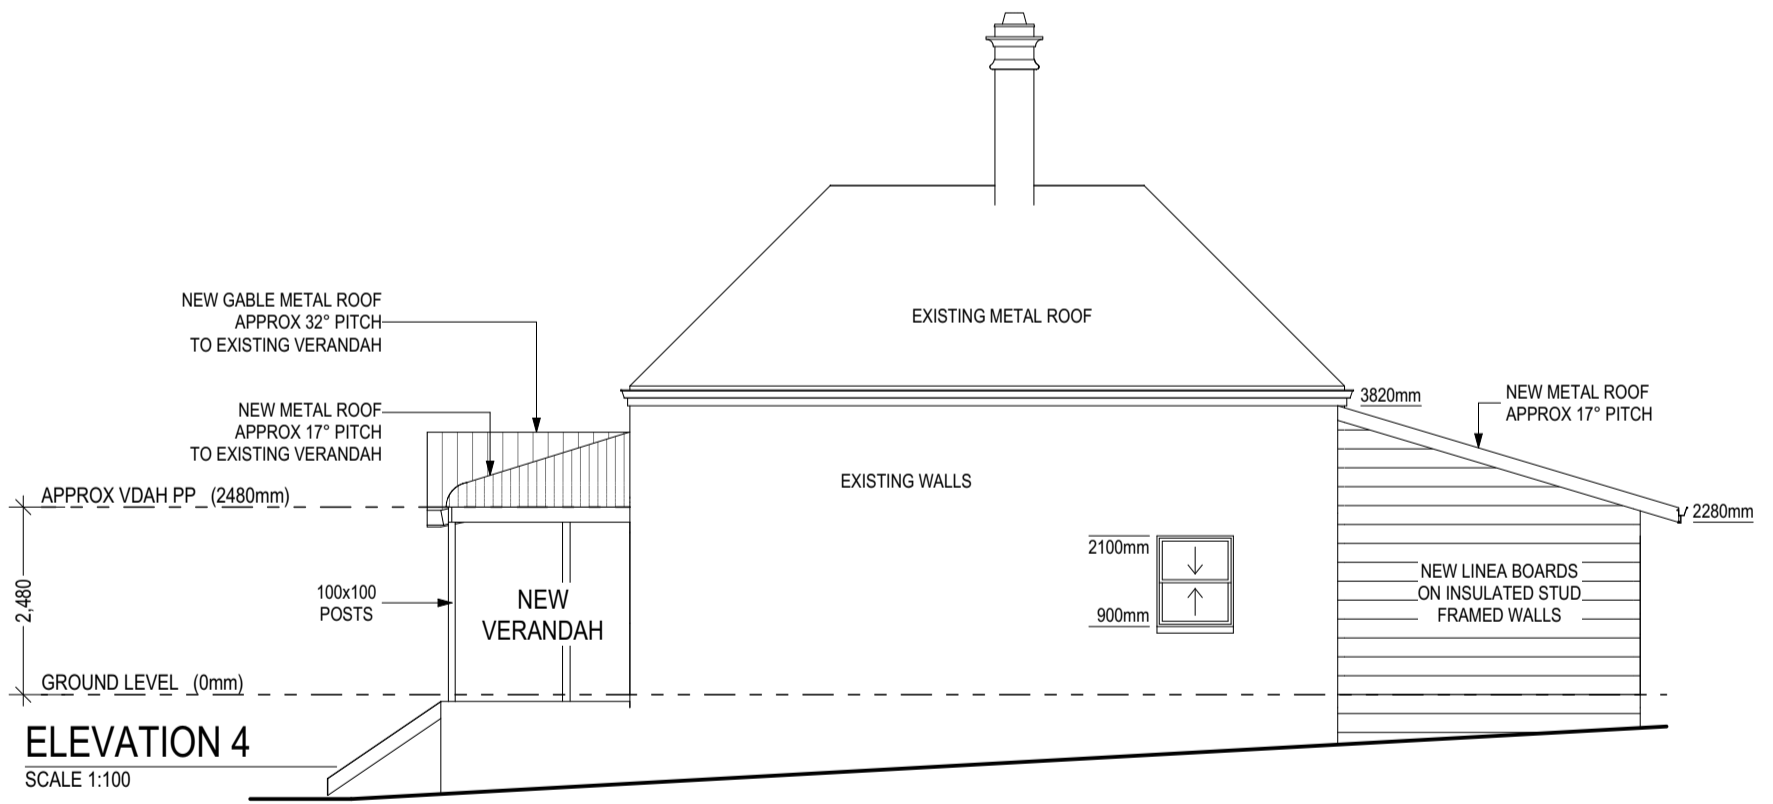 EXISTING METAL ROOF
NEW GABLE METAL ROOF
APPROX 32° PITCH
TO EXISTING VERANDAH
NEW METAL ROOF
APPROX 17° PITCH
TO EXISTING VERANDAH
3820mm
NEW METAL ROOF
APPROX 17° PITCH
EXISTING WALLS
APPROX VDAH PP (2480mm)
2280mm
2100mm
900mm
2,480
100x100
POSTS
NEW
VERANDAH
NEW LINEA BOARDS
ON INSULATED STUD
FRAMED WALLS
GROUND LEVEL (0mm)
ELEVATION 4
SCALE 1:100